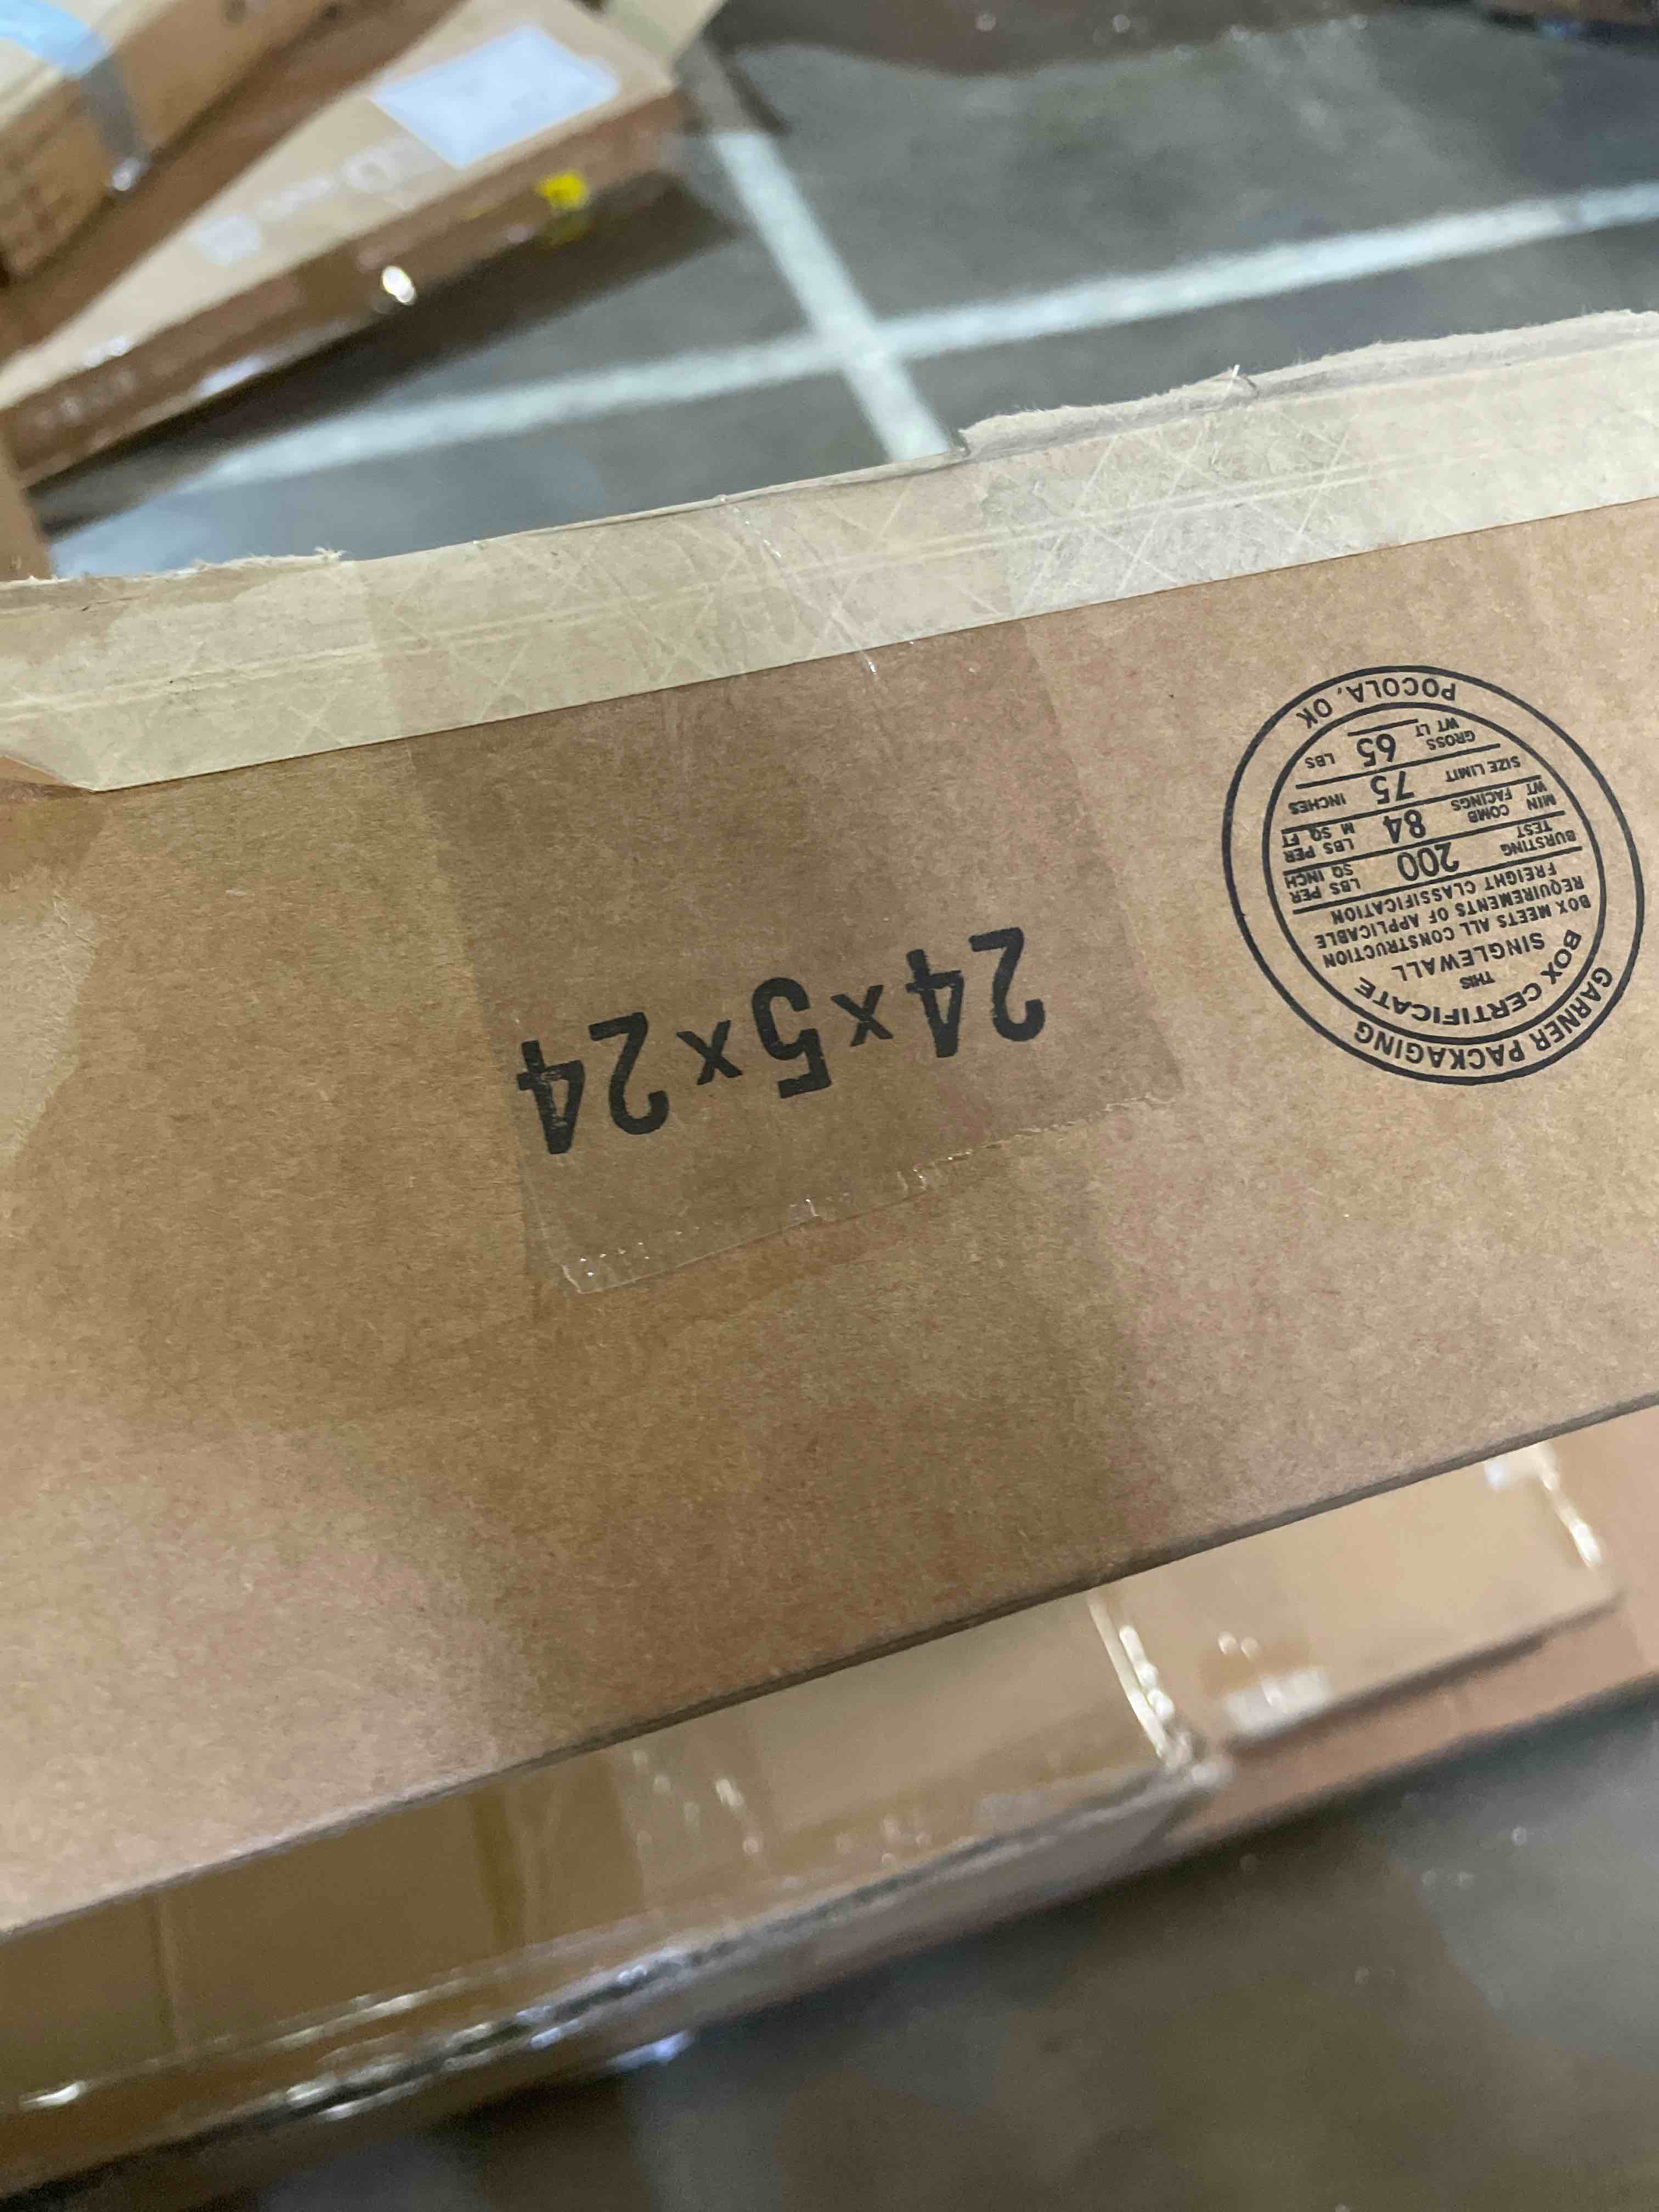 24x5x24
GARNER PACKAGING
BOX CERTIFICATE
THIS
SINGLEWALL
BOX MEETS ALL CONSTRUCTION
REQUIREMENTS OF APPLICABLE
FREIGHT CLASSIFICATION
BURSTING TEST 200 LBS PER SQ INCH
MIN COMB WT FACINGS 84 LBS PER M SQ FT
SIZE LIMIT 75 INCHES
GROSS WT LT 65 LBS
POCOLA, OK